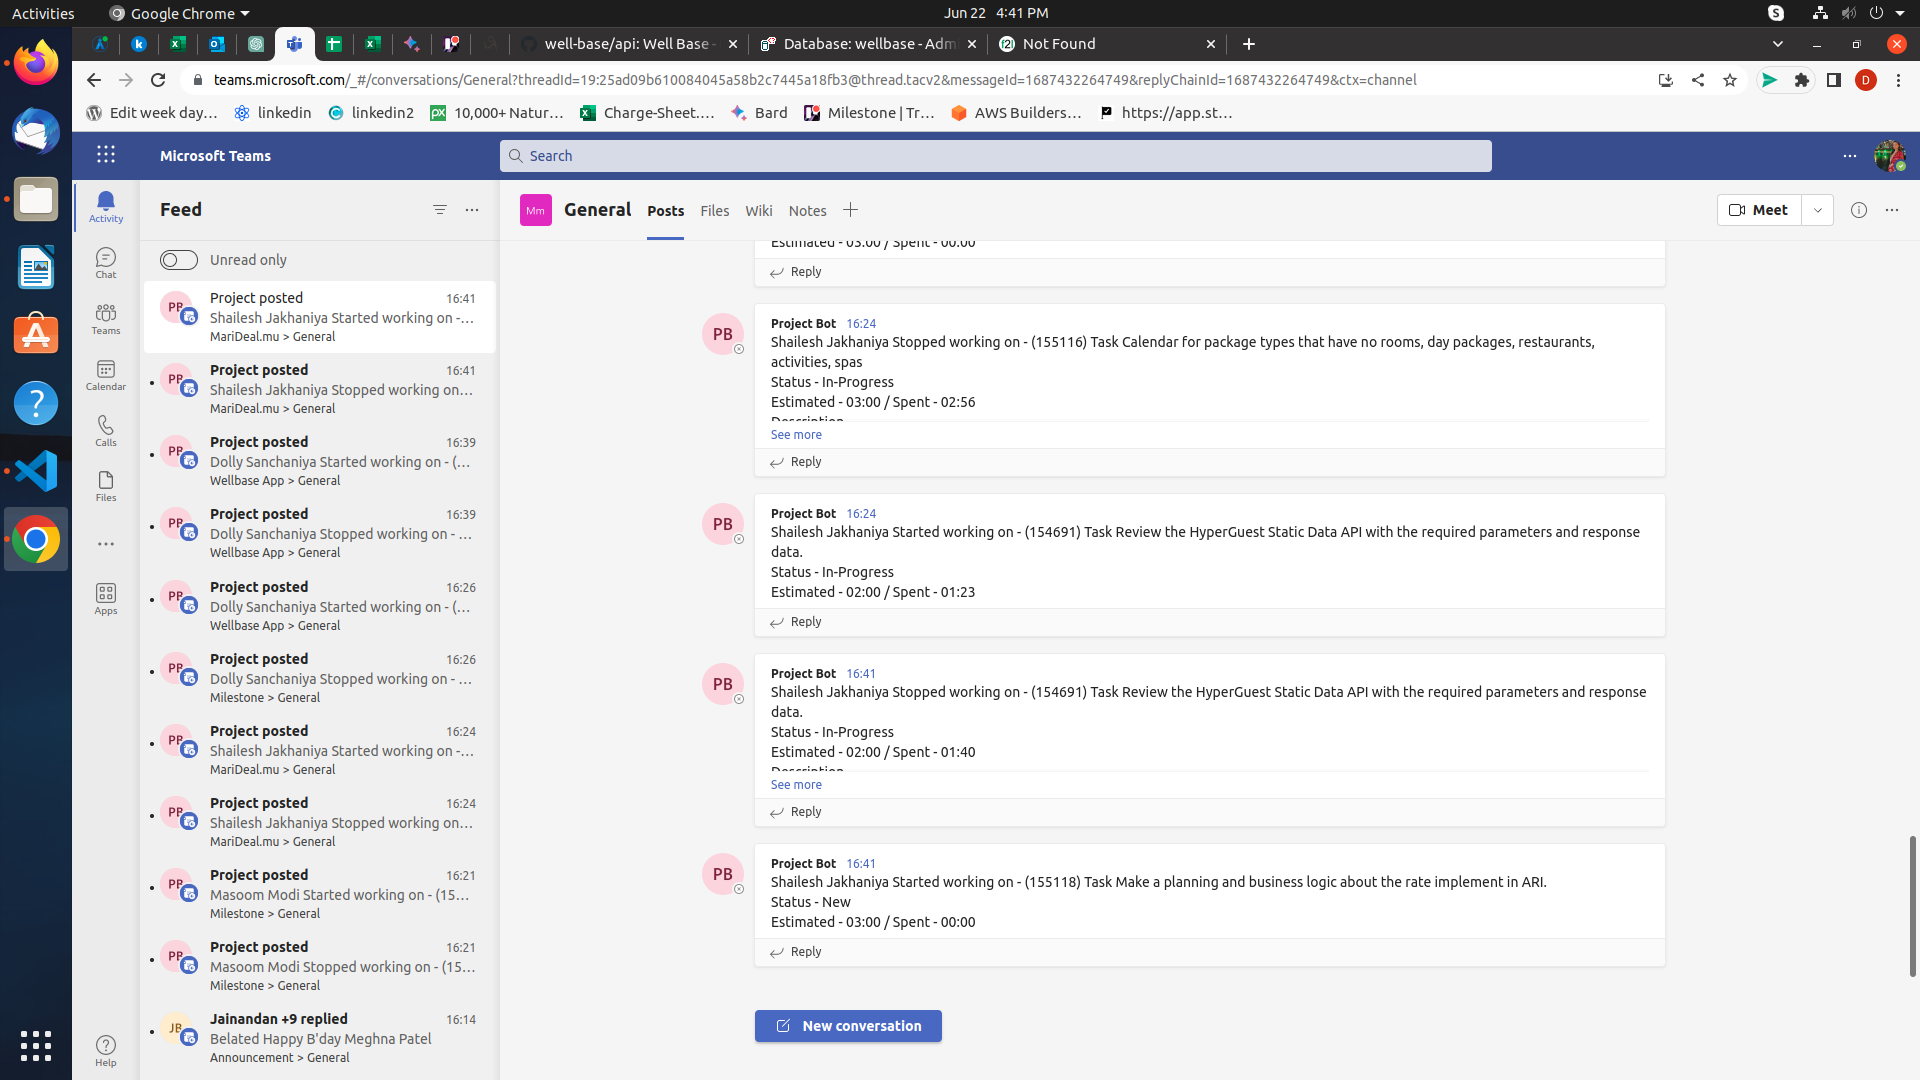 Activities
Google Chrome
Jun 22 4:41 PM
well-base/api: Well Base -
Database: wellbase - Adm
Not Found
teams.microsoft.com/_#/conversations/General?threadId=19:25ad09b610084045a58b2c7445a18fb3@thread.tacv2&messageId=1687432264749&replyChainId=1687432264749&ctx=channel
D
Edit week day…
linkedin
linkedin2
10,000+ Natur…
Charge-Sheet.…
Bard
Milestone | Tr…
AWS Builders…
https://app.st…
Microsoft Teams
Search
Activity
Chat
Teams
Calendar
Calls
Files
Apps
Help
Feed
Unread only
Project posted 16:41
Shailesh Jakhaniya Started working on -…
MariDeal.mu > General
Project posted 16:41
Shailesh Jakhaniya Stopped working on…
MariDeal.mu > General
Project posted 16:39
Dolly Sanchaniya Started working on - (…
Wellbase App > General
Project posted 16:39
Dolly Sanchaniya Stopped working on - …
Wellbase App > General
Project posted 16:26
Dolly Sanchaniya Started working on - (…
Wellbase App > General
Project posted 16:26
Dolly Sanchaniya Stopped working on - …
Milestone > General
Project posted 16:24
Shailesh Jakhaniya Started working on -…
MariDeal.mu > General
Project posted 16:24
Shailesh Jakhaniya Stopped working on…
MariDeal.mu > General
Project posted 16:21
Masoom Modi Started working on - (15…
Milestone > General
Project posted 16:21
Masoom Modi Stopped working on - (15…
Milestone > General
JB
Jainandan +9 replied 16:14
Belated Happy B'day Meghna Patel
Announcement > General
Mm
General
Posts
Files
Wiki
Notes
Meet
Estimated - 03:00 / Spent - 00:00
Reply
PB
Project Bot 16:24
Shailesh Jakhaniya Stopped working on - (155116) Task Calendar for package types that have no rooms, day packages, restaurants,
activities, spas
Status - In-Progress
Estimated - 03:00 / Spent - 02:56
Description
See more
Reply
PB
Project Bot 16:24
Shailesh Jakhaniya Started working on - (154691) Task Review the HyperGuest Static Data API with the required parameters and response
data.
Status - In-Progress
Estimated - 02:00 / Spent - 01:23
Reply
PB
Project Bot 16:41
Shailesh Jakhaniya Stopped working on - (154691) Task Review the HyperGuest Static Data API with the required parameters and response
data.
Status - In-Progress
Estimated - 02:00 / Spent - 01:40
Description
See more
Reply
PB
Project Bot 16:41
Shailesh Jakhaniya Started working on - (155118) Task Make a planning and business logic about the rate implement in ARI.
Status - New
Estimated - 03:00 / Spent - 00:00
Reply
New conversation